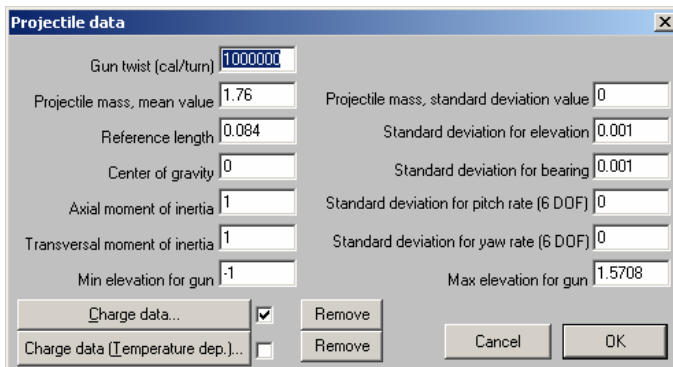 Projectile data
Gun twist (cal/turn) 1000000
Projectile mass, mean value 1.76 Projectile mass, standard deviation value 0
Reference length 0.084 Standard deviation for elevation 0.001
Center of gravity 0 Standard deviation for bearing 0.001
Axial moment of inertia 1 Standard deviation for pitch rate (6 DOF) 0
Transversal moment of inertia 1 Standard deviation for yaw rate (6 DOF) 0
Min elevation for gun -1 Max elevation for gun 1.5708
Charge data... Remove
Charge data (Temperature dep.)... Remove Cancel OK